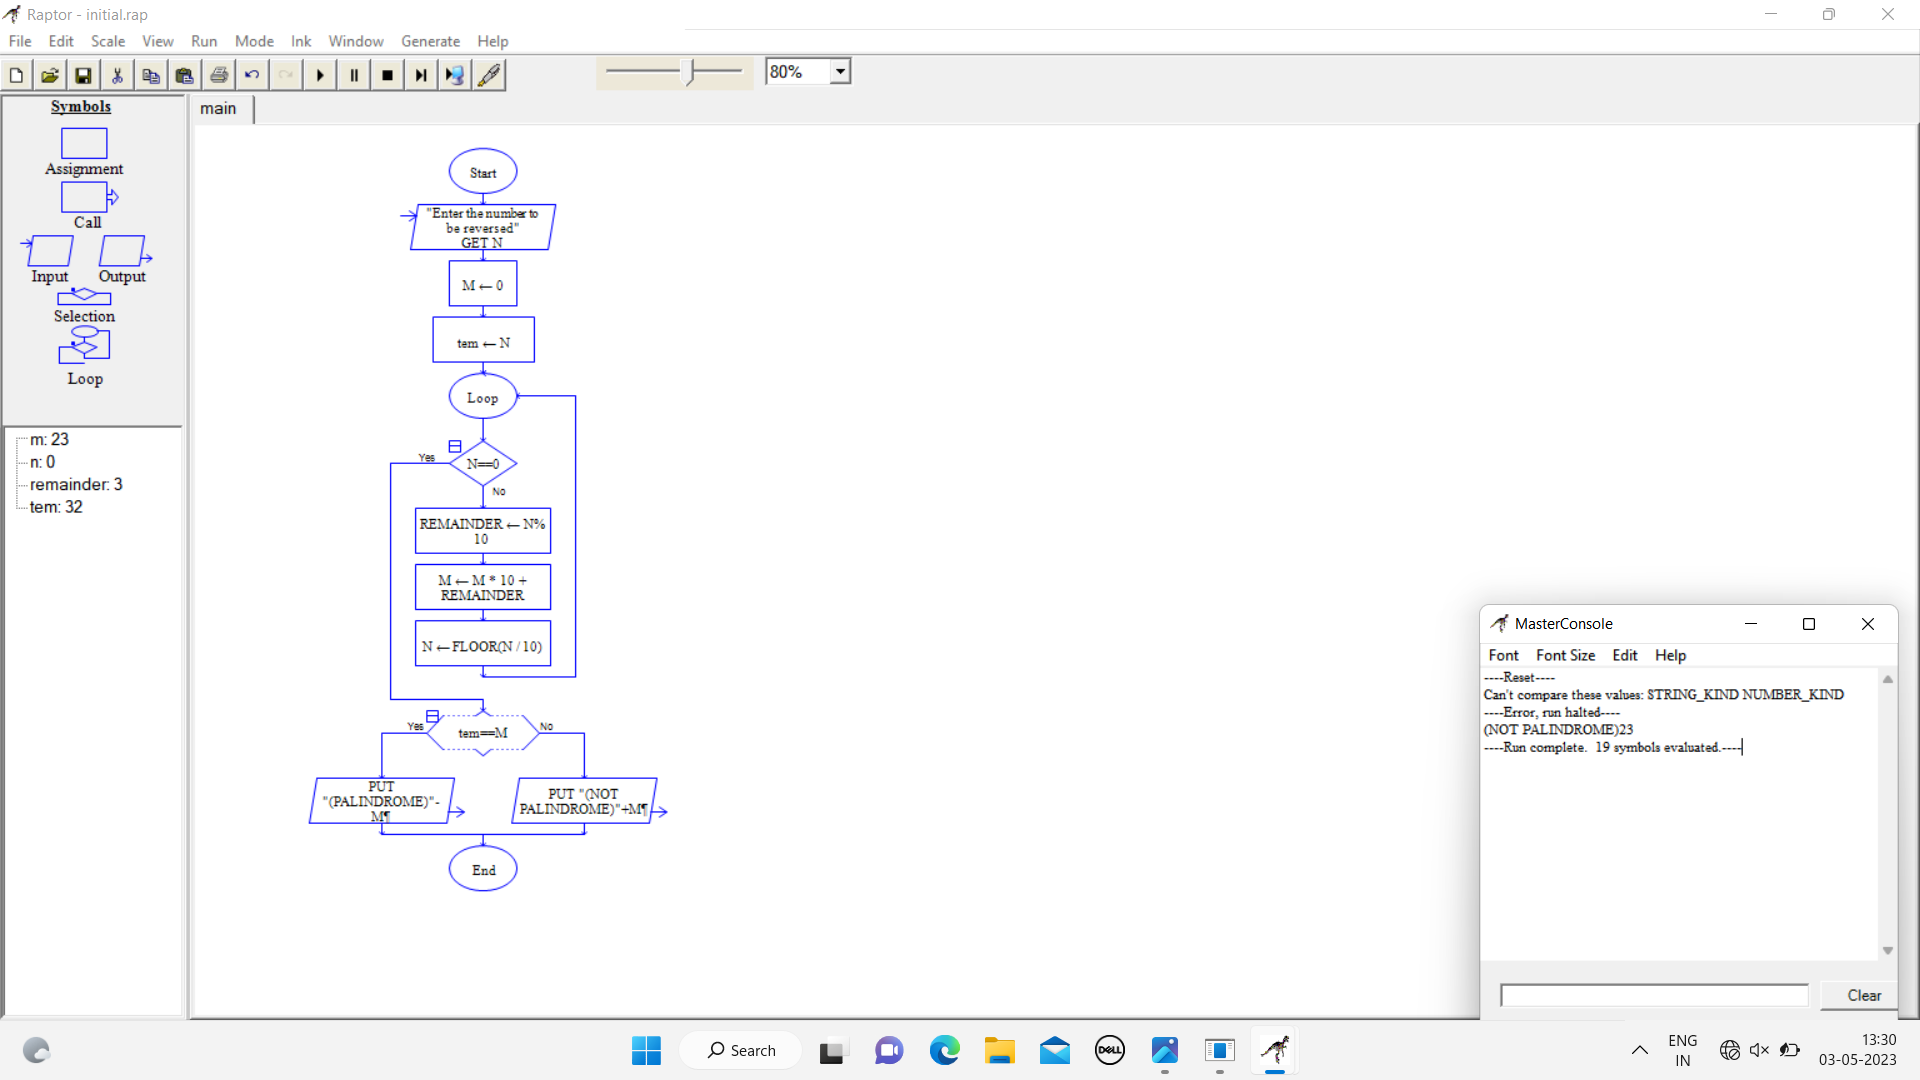 Raptor - initial.rap
File Edit Scale View Run Mode Ink Window Generate Help
80%
Symbols
Assignment
Call
Input Output
Selection
Loop
m: 23
n: 0
remainder: 3
tem: 32
main
Start
"Enter the number to
be reversed"
GET N
M ← 0
tem ← N
Loop
Yes
N==0
No
REMAINDER ← N%
10
M ← M * 10 +
REMAINDER
N ← FLOOR(N / 10)
Yes
tem==M
No
PUT
"(PALINDROME)"-
M¶
PUT "(NOT
PALINDROME)"+M¶
End
MasterConsole
Font Font Size Edit Help
----Reset----
Can't compare these values: STRING_KIND NUMBER_KIND
----Error, run halted----
(NOT PALINDROME)23
----Run complete. 19 symbols evaluated.----
Clear
Search
DELL
ENG
IN
13:30
03-05-2023